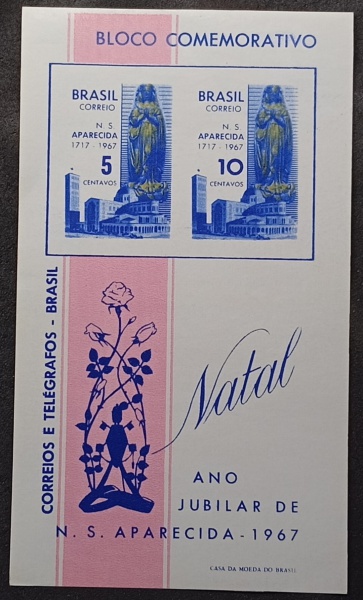 BLOCO COMEMORATIVO
BRASIL
CORREIO
N S
APARECIDA
1717 - 1967
5
CENTAVOS
BRASIL
CORREIO
N S
APARECIDA
1717 - 1967
10
CENTAVOS
CORREIOS E TELÉGRAFOS - BRASIL
Natal
ANO
JUBILAR DE
N. S. APARECIDA - 1967
CASA DA MOEDA DO BRASIL